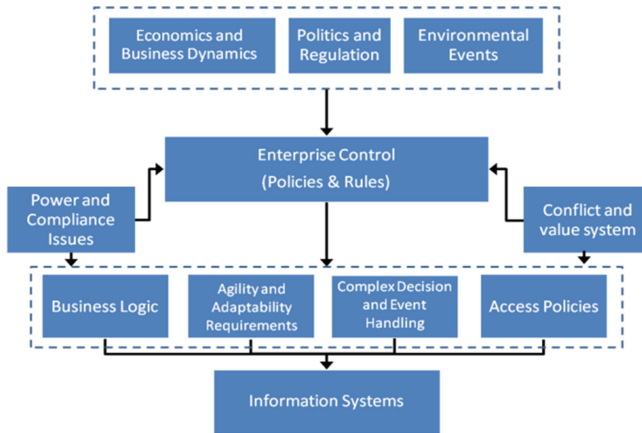 Economics and
Business Dynamics
Politics and
Regulation
Environmental
Events
Enterprise Control
(Policies & Rules)
Power and
Compliance
Issues
Conflict and
value system
Business Logic
Agility and
Adaptability
Requirements
Complex Decision
and Event
Handling
Access Policies
Information Systems